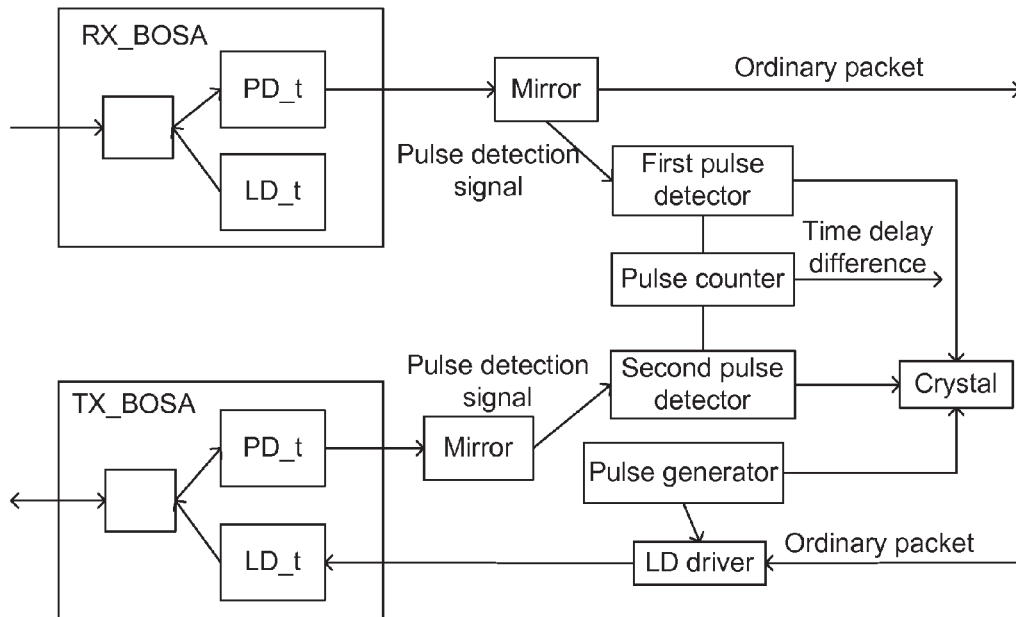 RX_BOSA
PD_t
LD_t
Mirror
Ordinary packet
Pulse detection
signal
First pulse
detector
Time delay
difference
Pulse counter
Second pulse
detector
Crystal
Pulse detection
signal
TX_BOSA
PD_t
Mirror
Pulse generator
LD_t
LD driver
Ordinary packet